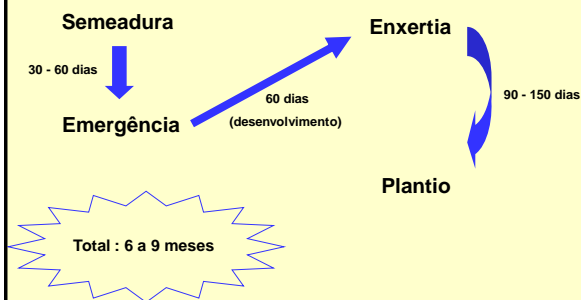 Semeadura
30 - 60 dias
Emergência
60 dias
(desenvolvimento)
Enxertia
90 - 150 dias
Plantio
Total : 6 a 9 meses